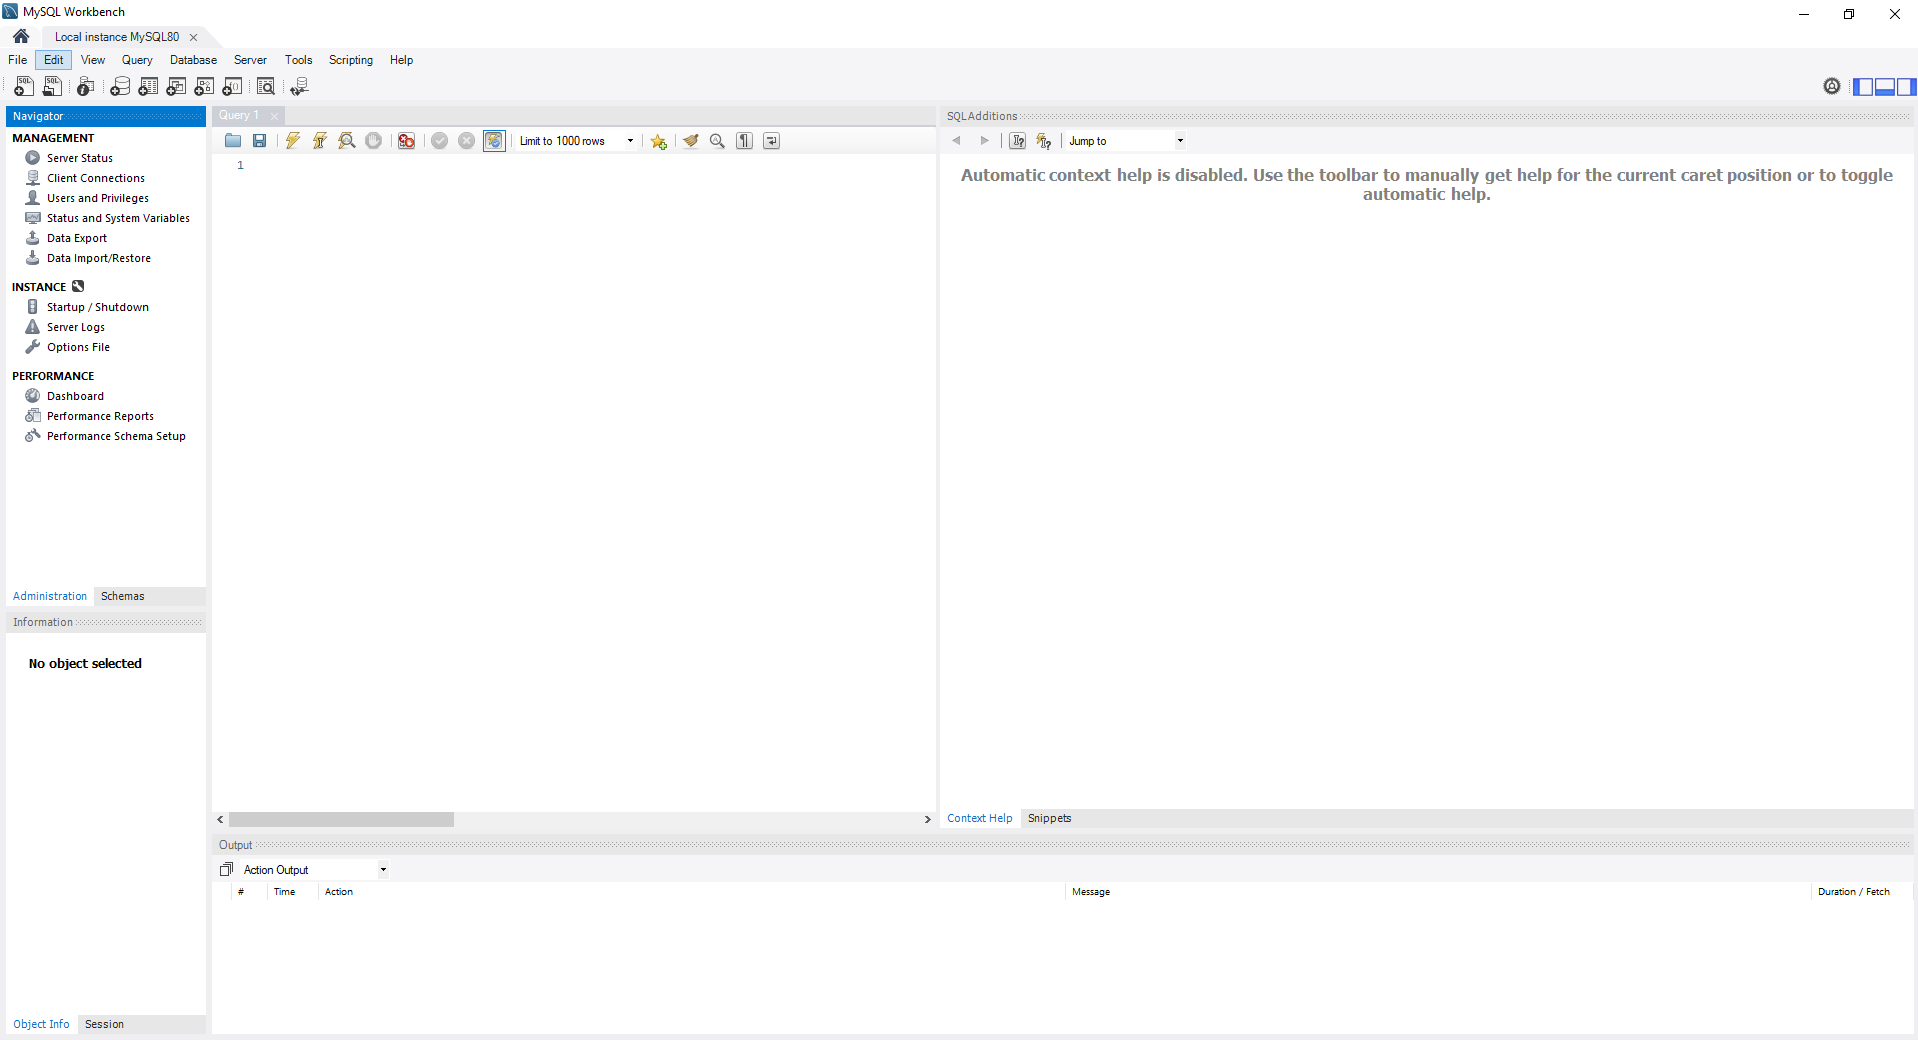 MySQL Workbench
Local instance MySQL80
File Edit View Query Database Server Tools Scripting Help
Navigator
MANAGEMENT
Server Status
Client Connections
Users and Privileges
Status and System Variables
Data Export
Data Import/Restore
INSTANCE
Startup / Shutdown
Server Logs
Options File
PERFORMANCE
Dashboard
Performance Reports
Performance Schema Setup
Administration Schemas
Information
No object selected
Object Info Session
Query 1
Limit to 1000 rows
1
SQLAdditions
Jump to
Automatic context help is disabled. Use the toolbar to manually get help for the current caret position or to toggle
automatic help.
Context Help Snippets
Output
Action Output
# Time Action Message Duration / Fetch